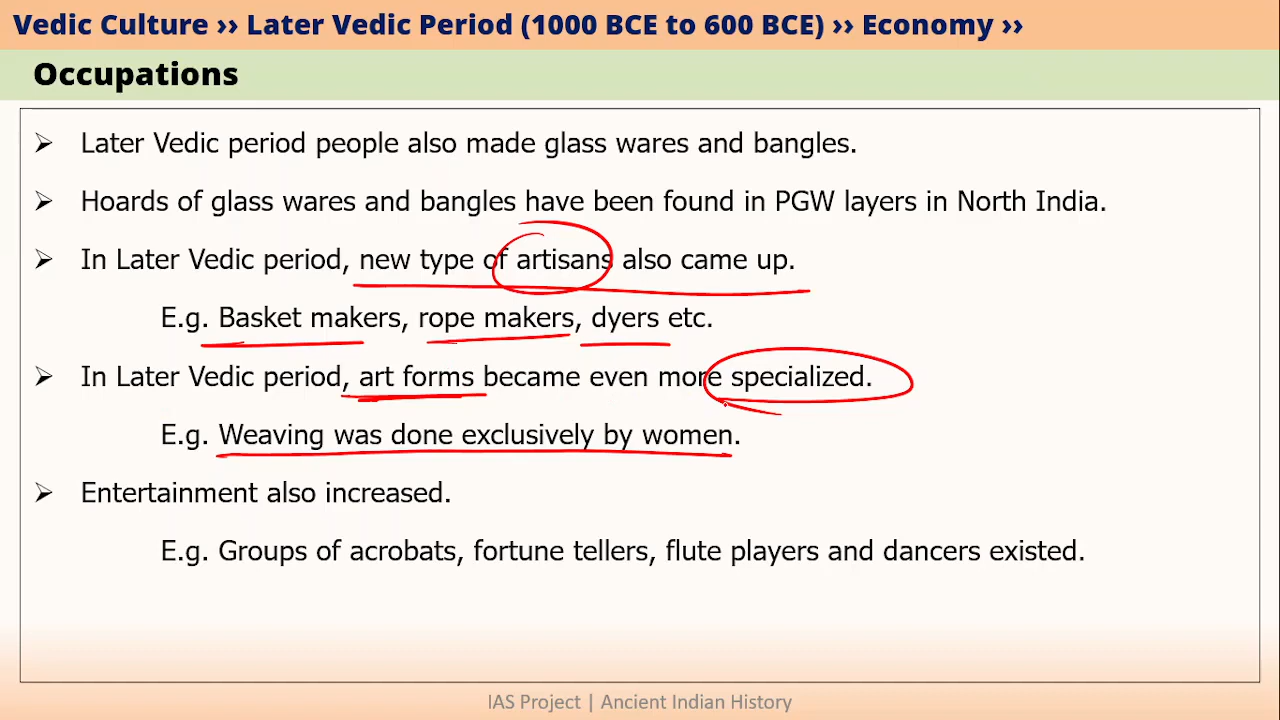 Vedic Culture ›› Later Vedic Period (1000 BCE to 600 BCE) ›› Economy ››
Occupations
➢ Later Vedic period people also made glass wares and bangles.
➢ Hoards of glass wares and bangles have been found in PGW layers in North India.
➢ In Later Vedic period, new type of artisans also came up.
E.g. Basket makers, rope makers, dyers etc.
➢ In Later Vedic period, art forms became even more specialized.
E.g. Weaving was done exclusively by women.
➢ Entertainment also increased.
E.g. Groups of acrobats, fortune tellers, flute players and dancers existed.
IAS Project | Ancient Indian History